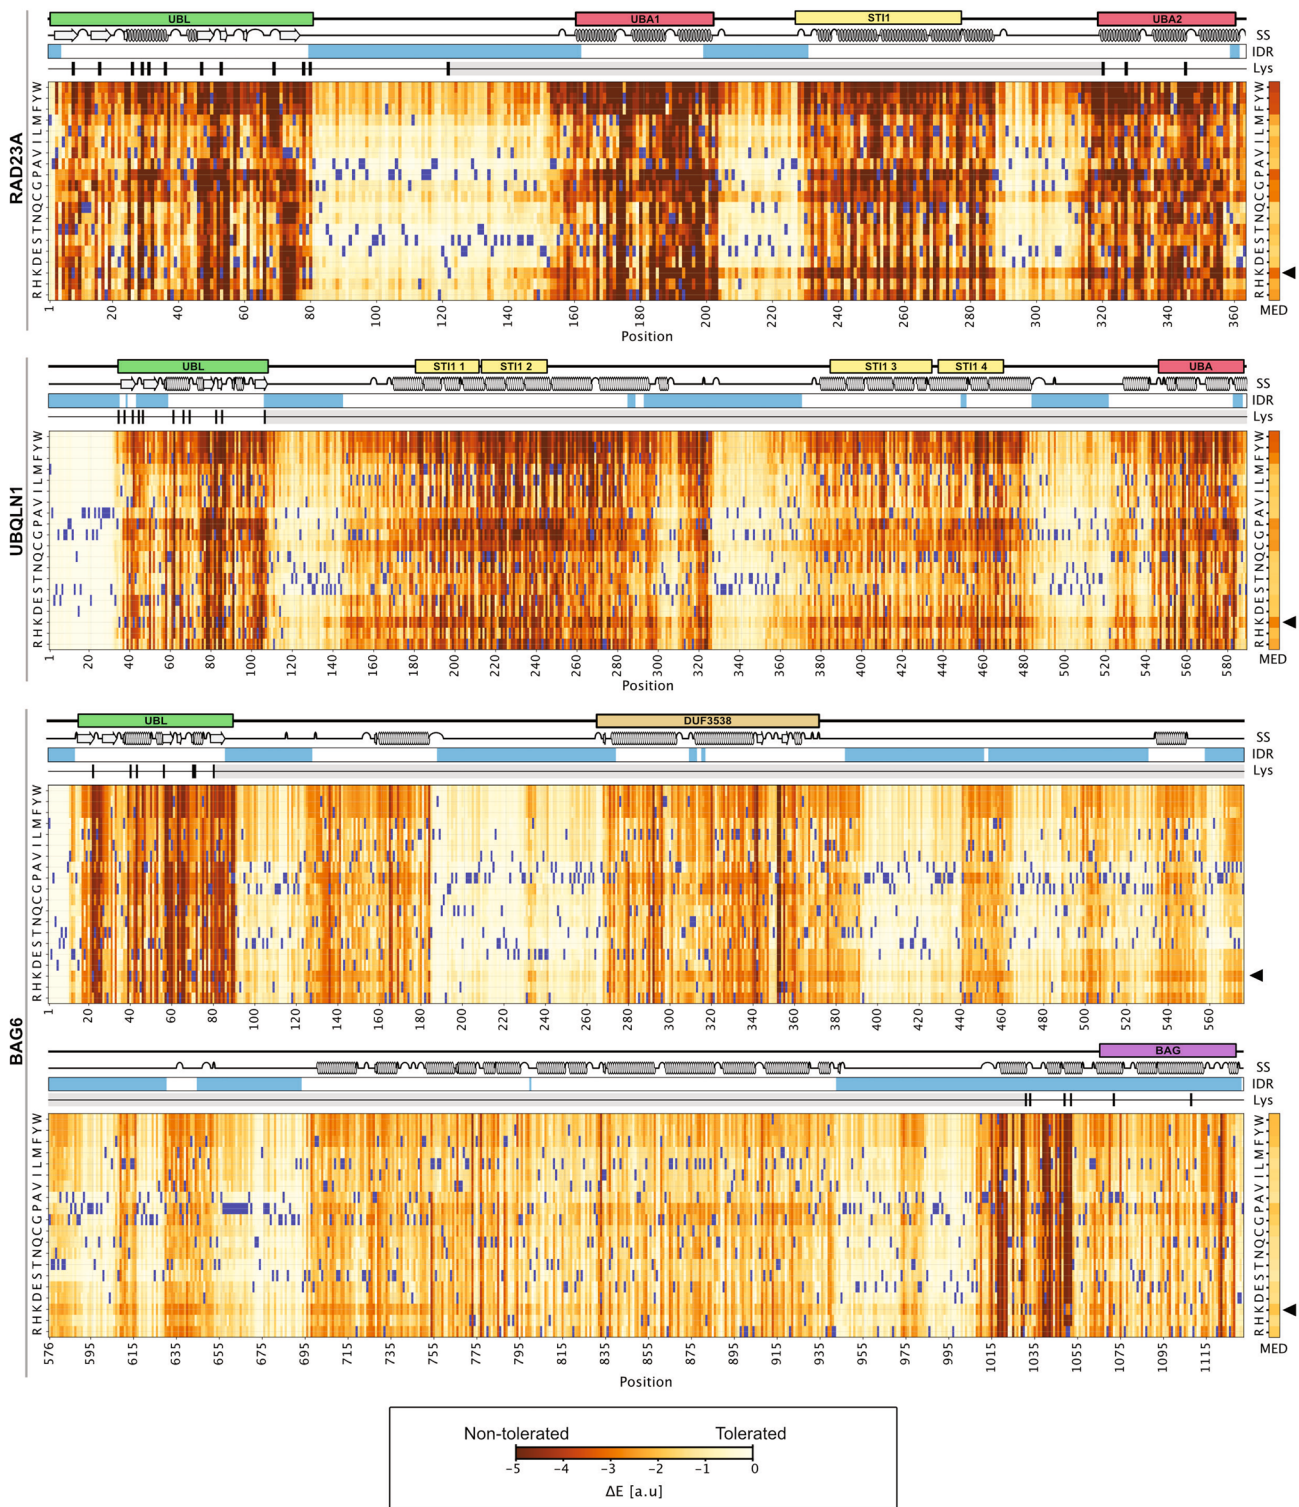 UBL UBA1 STI1 UBA2
SS
IDR
Lys
RAD23A
R H K D E S T N Q C G P A V I L M F Y W
R H K D E S T N Q C G P A V I L M F Y W
1 20 40 60 80 100 120 140 160 180 200 220 240 260 280 300 320 340 360
MED
Position
UBL STI1 1 STI1 2 STI1 3 STI1 4 UBA
SS
IDR
Lys
UBQLN1
R H K D E S T N Q C G P A V I L M F Y W
R H K D E S T N Q C G P A V I L M F Y W
1 20 40 60 80 100 120 140 160 180 200 220 240 260 280 300 320 340 360 380 400 420 440 460 480 500 520 540 560 580
MED
Position
UBL DUF3538
SS
IDR
Lys
BAG6
R H K D E S T N Q C G P A V I L M F Y W
1 20 40 60 80 100 120 140 160 180 200 220 240 260 280 300 320 340 360 380 400 420 440 460 480 500 520 540 560
BAG
SS
IDR
Lys
R H K D E S T N Q C G P A V I L M F Y W
R H K D E S T N Q C G P A V I L M F Y W
576 595 615 635 655 675 695 715 735 755 775 795 815 835 855 875 895 915 935 955 975 995 1015 1035 1055 1075 1095 1115
MED
Position
Non-tolerated Tolerated
-5 -4 -3 -2 -1 0
ΔE [a.u]